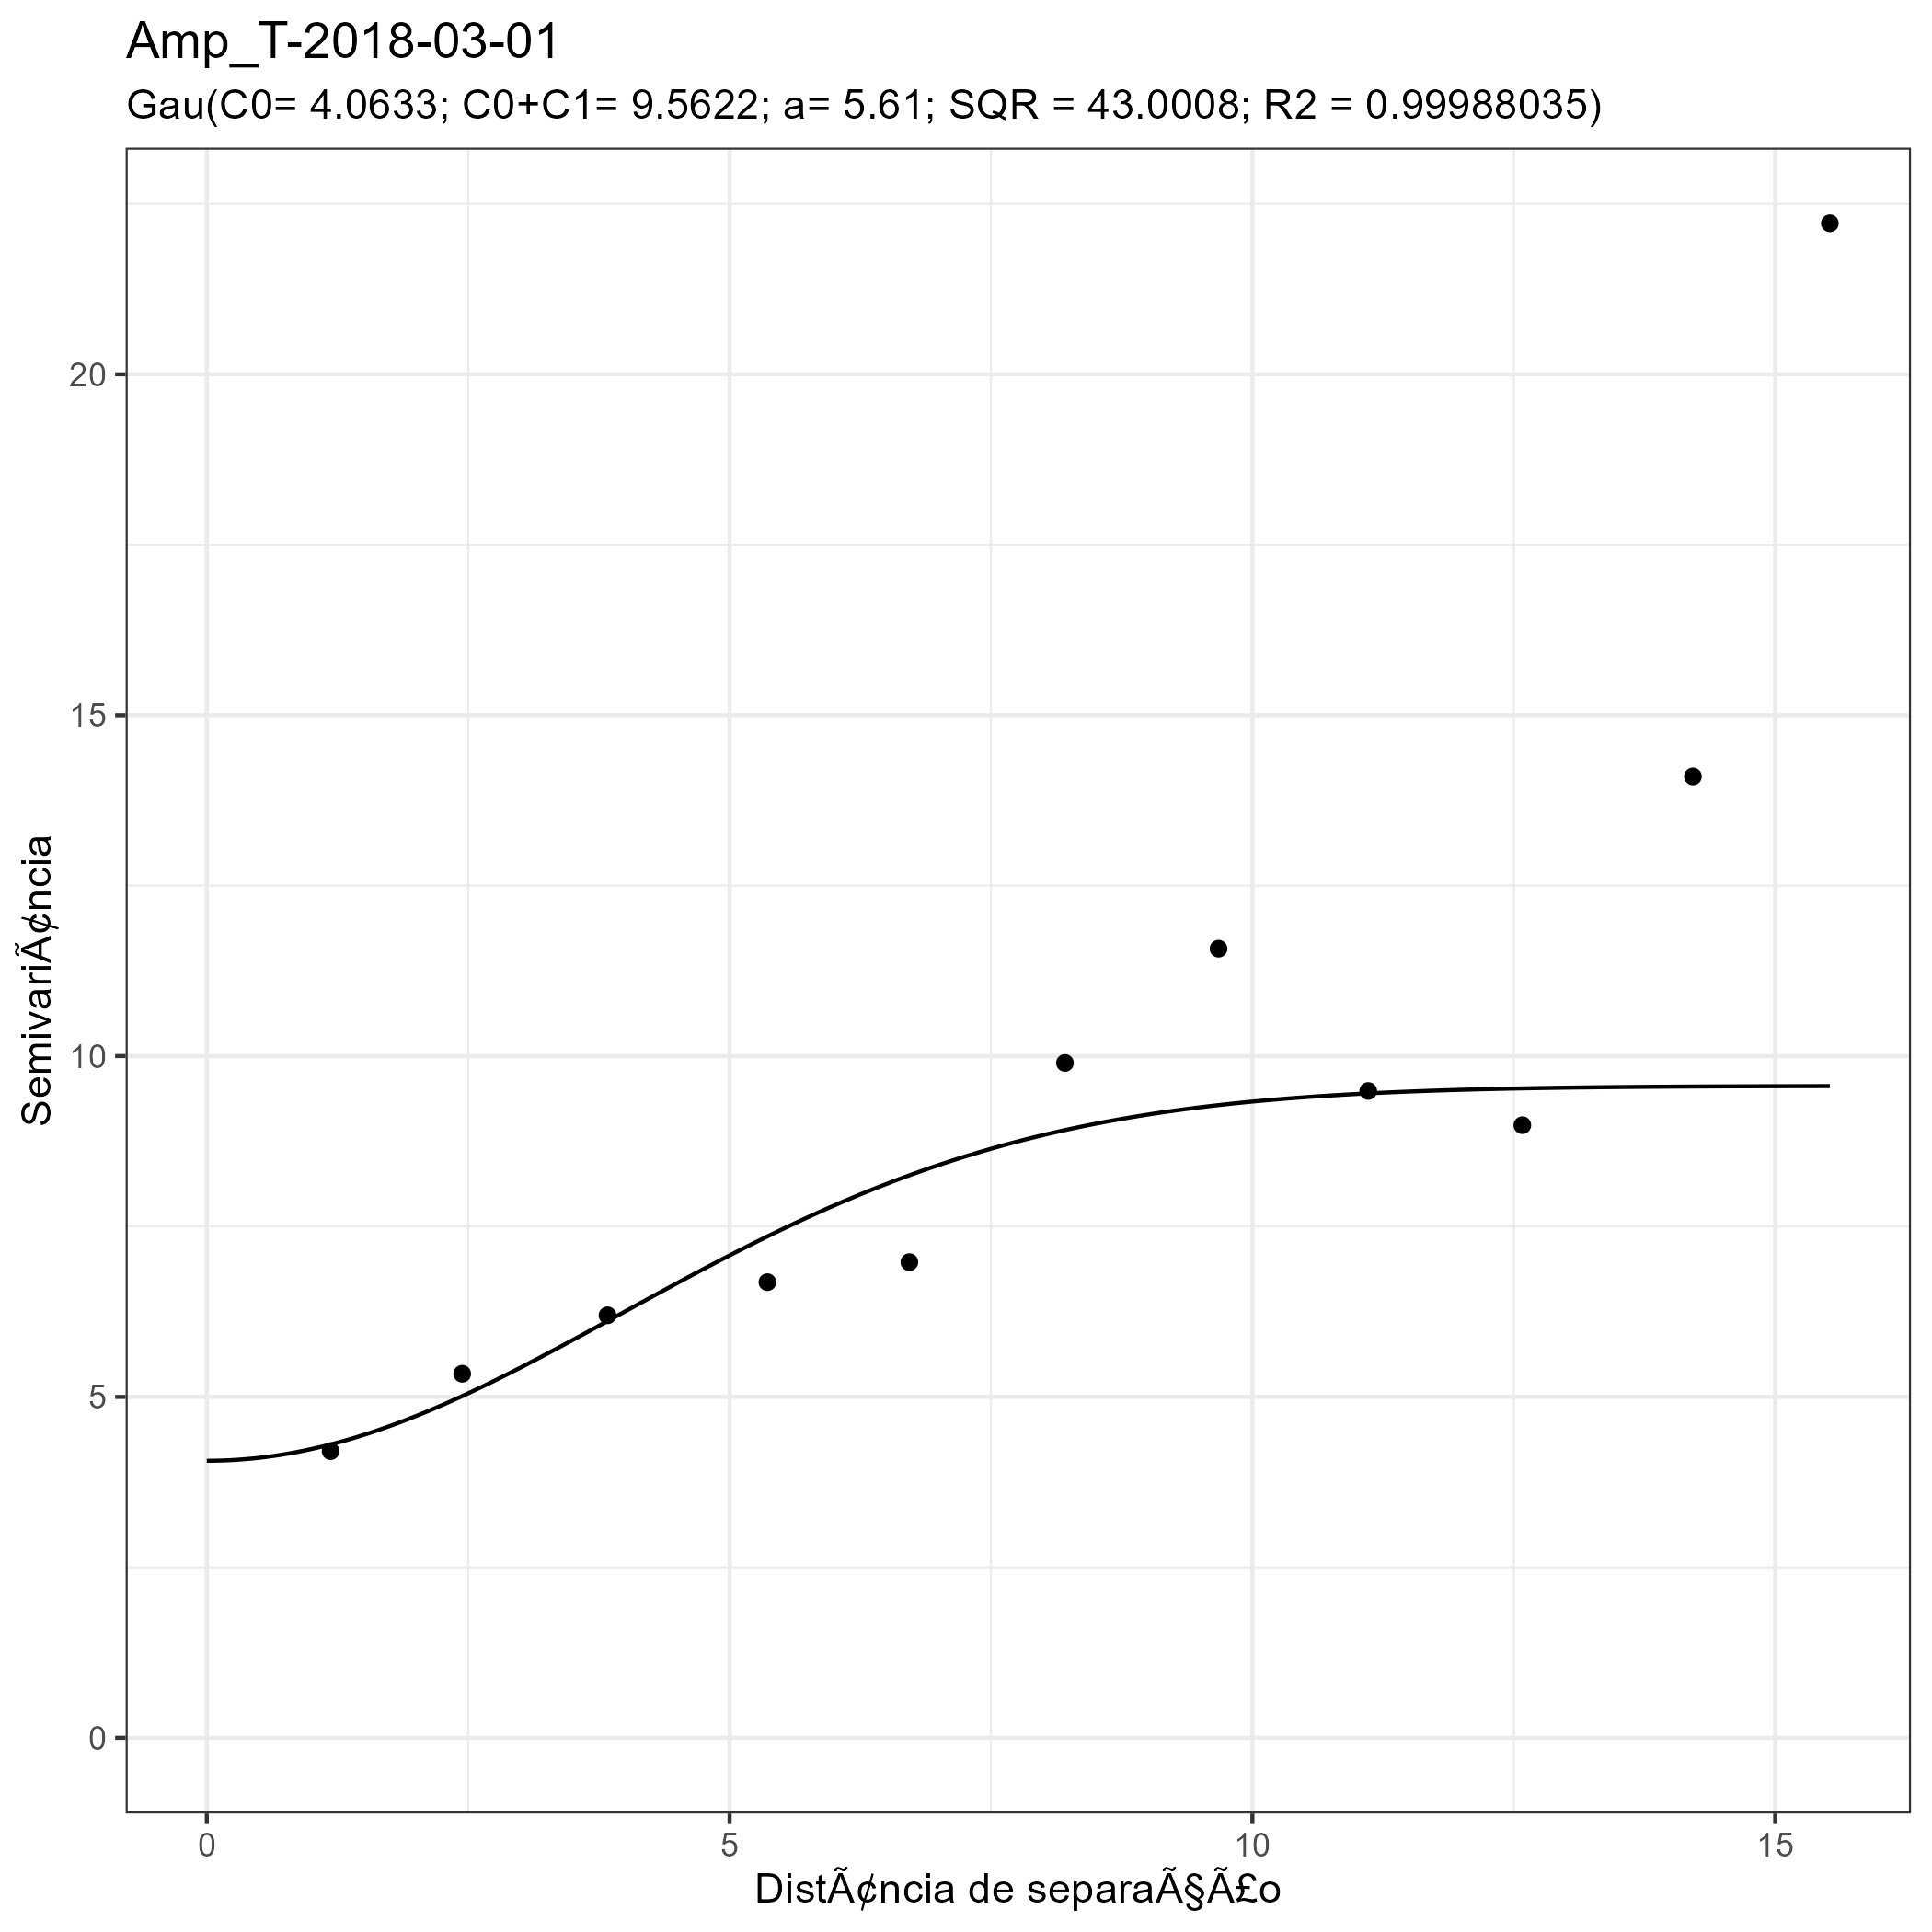 Amp_T-2018-03-01
Gau(C0= 4.0633; C0+C1= 9.5622; a= 5.61; SQR = 43.0008; R2 = 0.99988035)
20
15
10
5
0
SemivariÃ¢ncia
0 5 10 15
DistÃ¢ncia de separaÃ§Ã£o